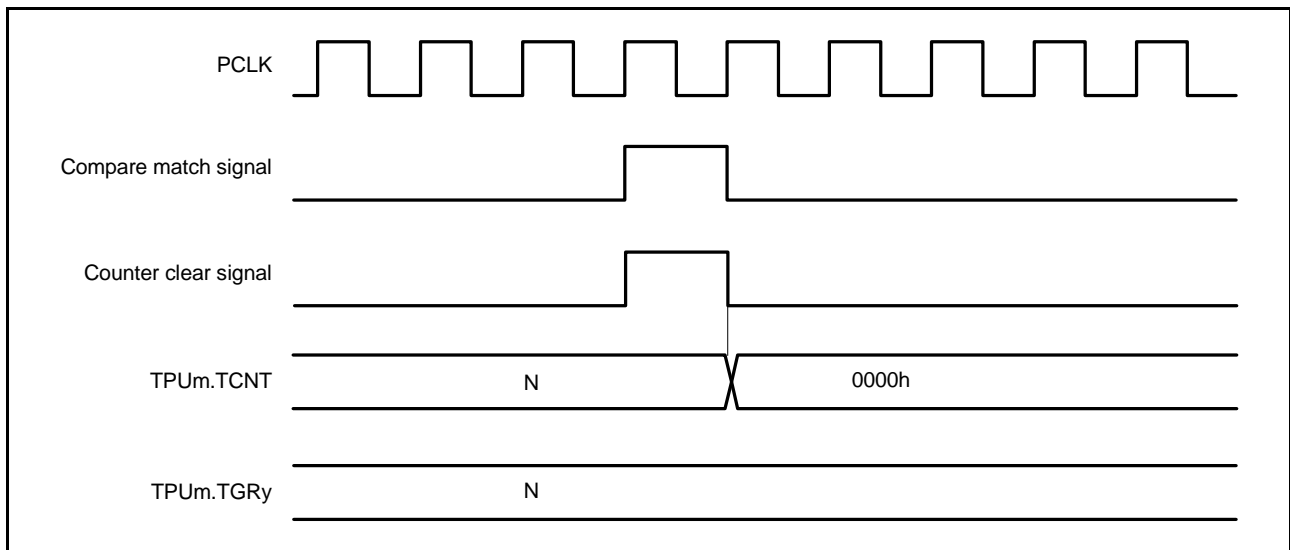 PCLK
Compare match signal
Counter clear signal
TPUm.TCNT N 0000h
TPUm.TGRy N